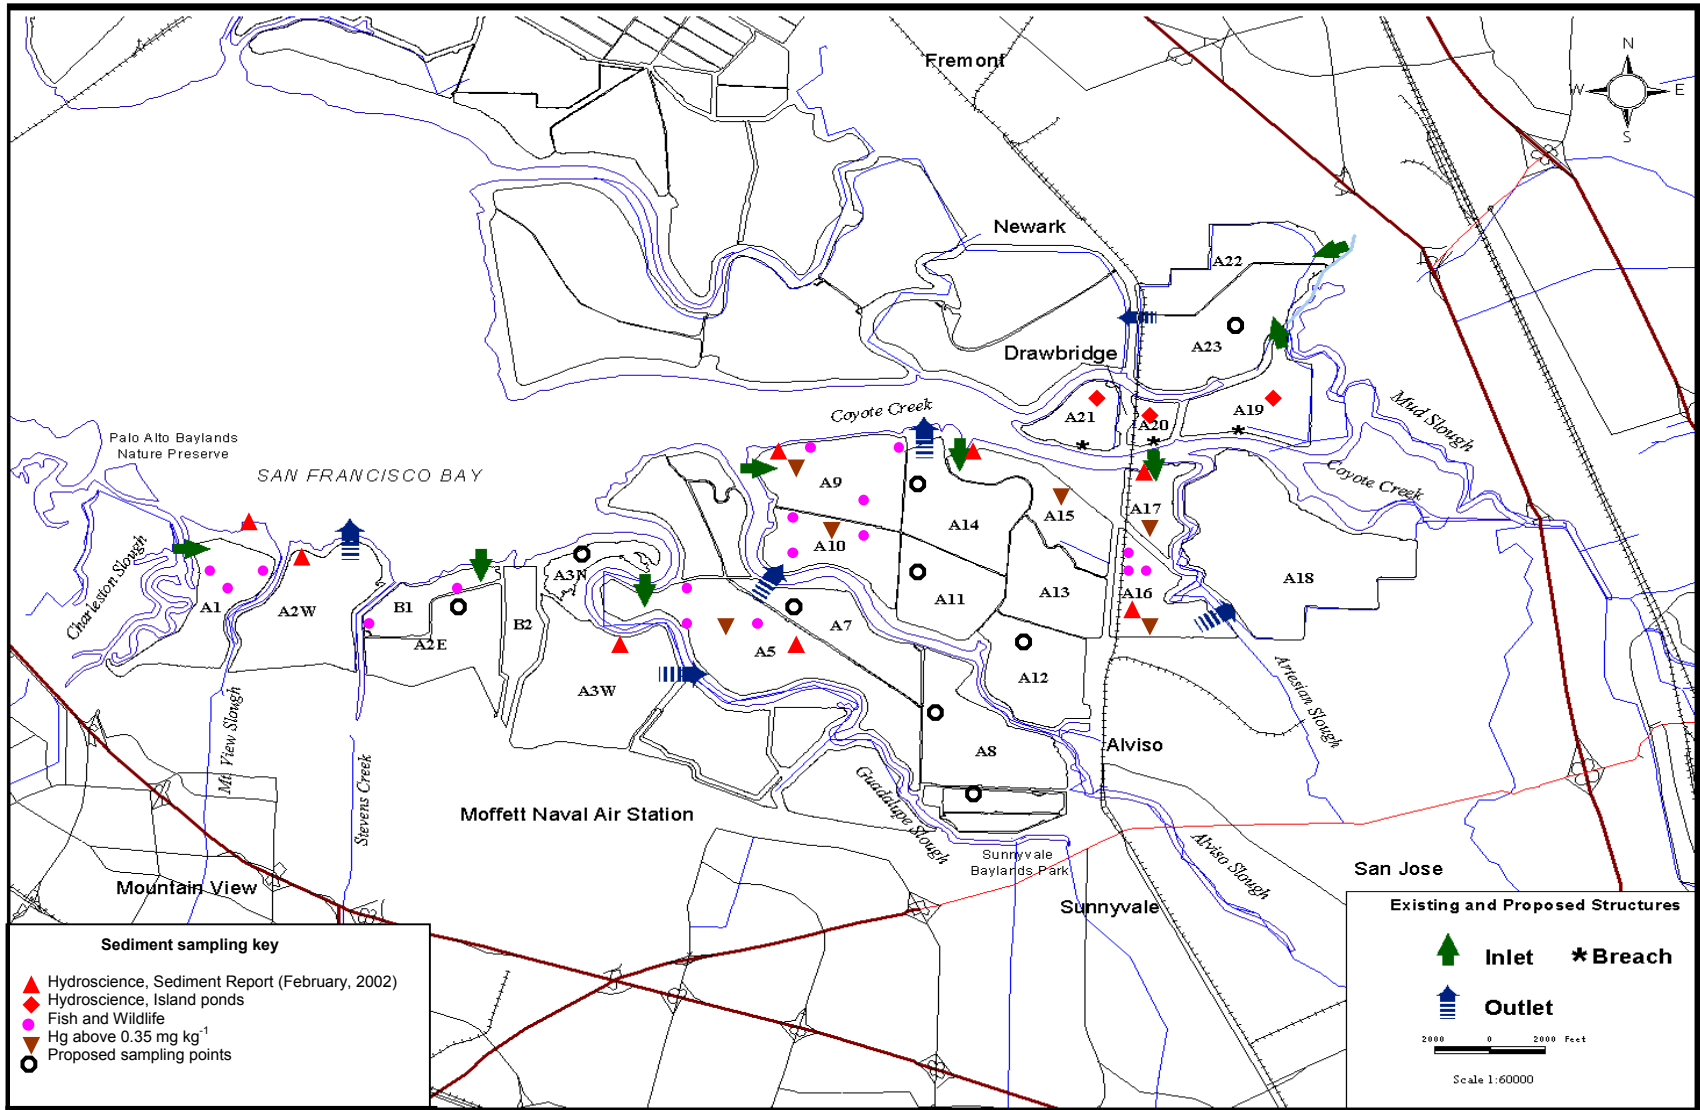 Fremont
N
W
E
S
Newark
A22
A23
Drawbridge
Coyote Creek
A21
A20
A19
Mud Slough
Palo Alto Baylands
Nature Preserve
SAN FRANCISCO BAY
Coyote Creek
A9
A14
A15
A17
A10
A18
Charleston Slough
A1
A2W
B1
A2E
B2
A3N
A11
A13
A16
A7
A5
A3W
A12
Artesian Slough
Mt. View Slough
Stevens Creek
A8
Alviso
Guadalupe Slough
Moffett Naval Air Station
Sunnyvale
Baylands Park
Alviso Slough
San Jose
Mountain View
Sunnyvale
Sediment sampling key
Hydroscience, Sediment Report (February, 2002)
Hydroscience, Island ponds
Fish and Wildlife
Hg above 0.35 mg kg-1
Proposed sampling points
Existing and Proposed Structures
Inlet
* Breach
Outlet
2000 0 2000 Feet
Scale 1:60000